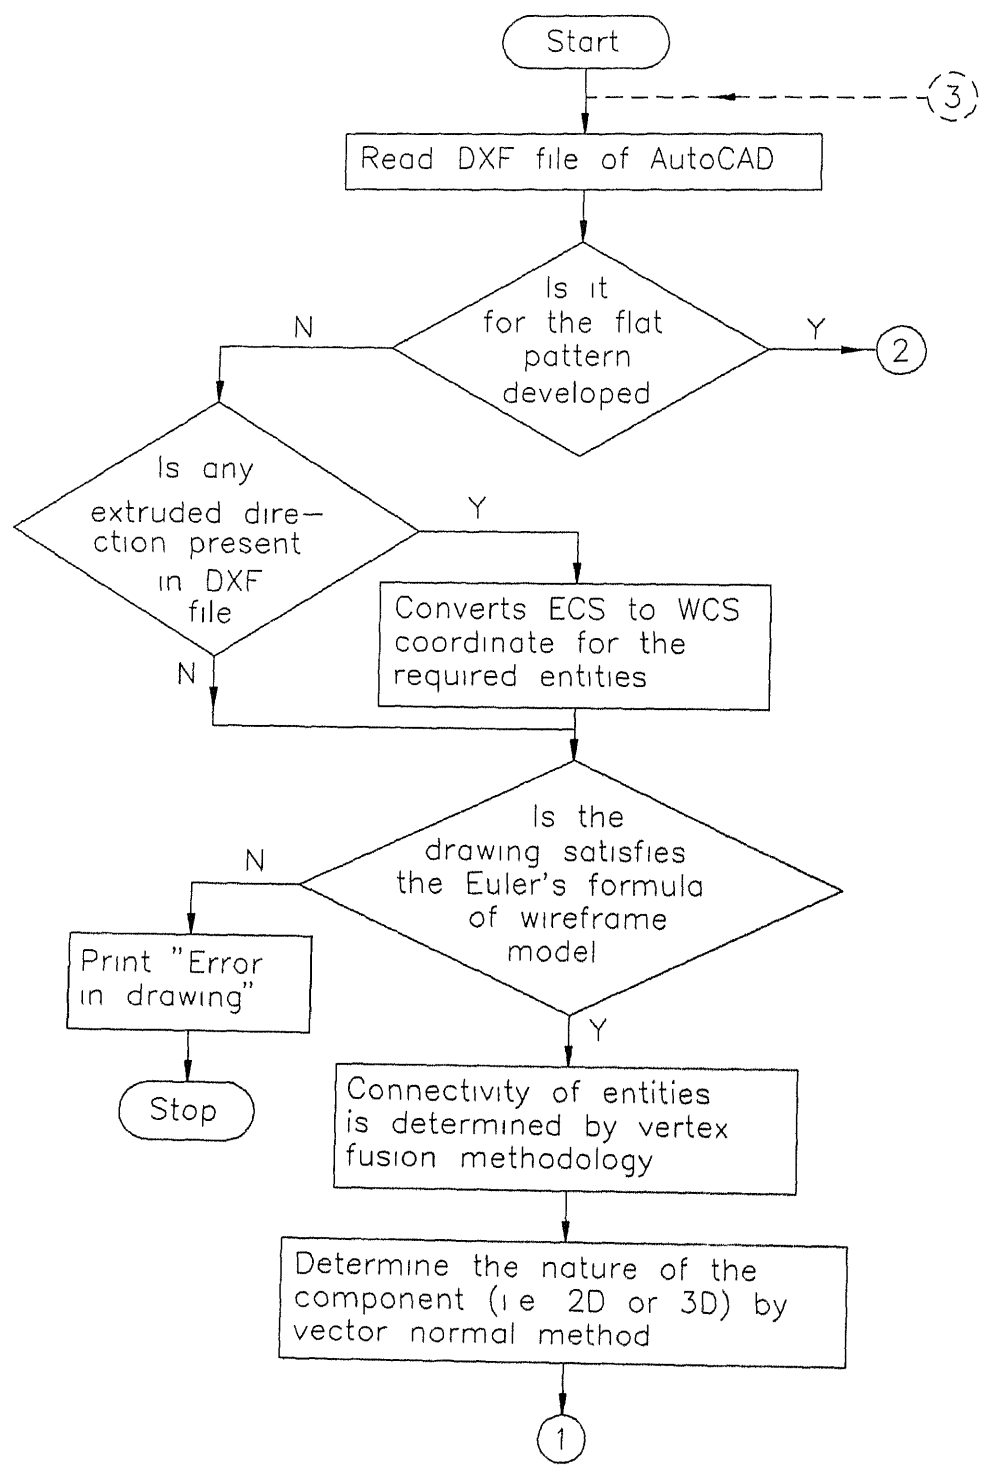 Start
3
Read DXF file of AutoCAD
Is it
for the flat
pattern
developed
N
Y
2
Is any
extruded dire-
ction present
in DXF
file
Y
N
Converts ECS to WCS
coordinate for the
required entities
Is the
drawing satisfies
the Euler's formula
of wireframe
model
N
Print "Error
in drawing"
Stop
Y
Connectivity of entities
is determined by vertex
fusion methodology
Determine the nature of the
component (i e 2D or 3D) by
vector normal method
1